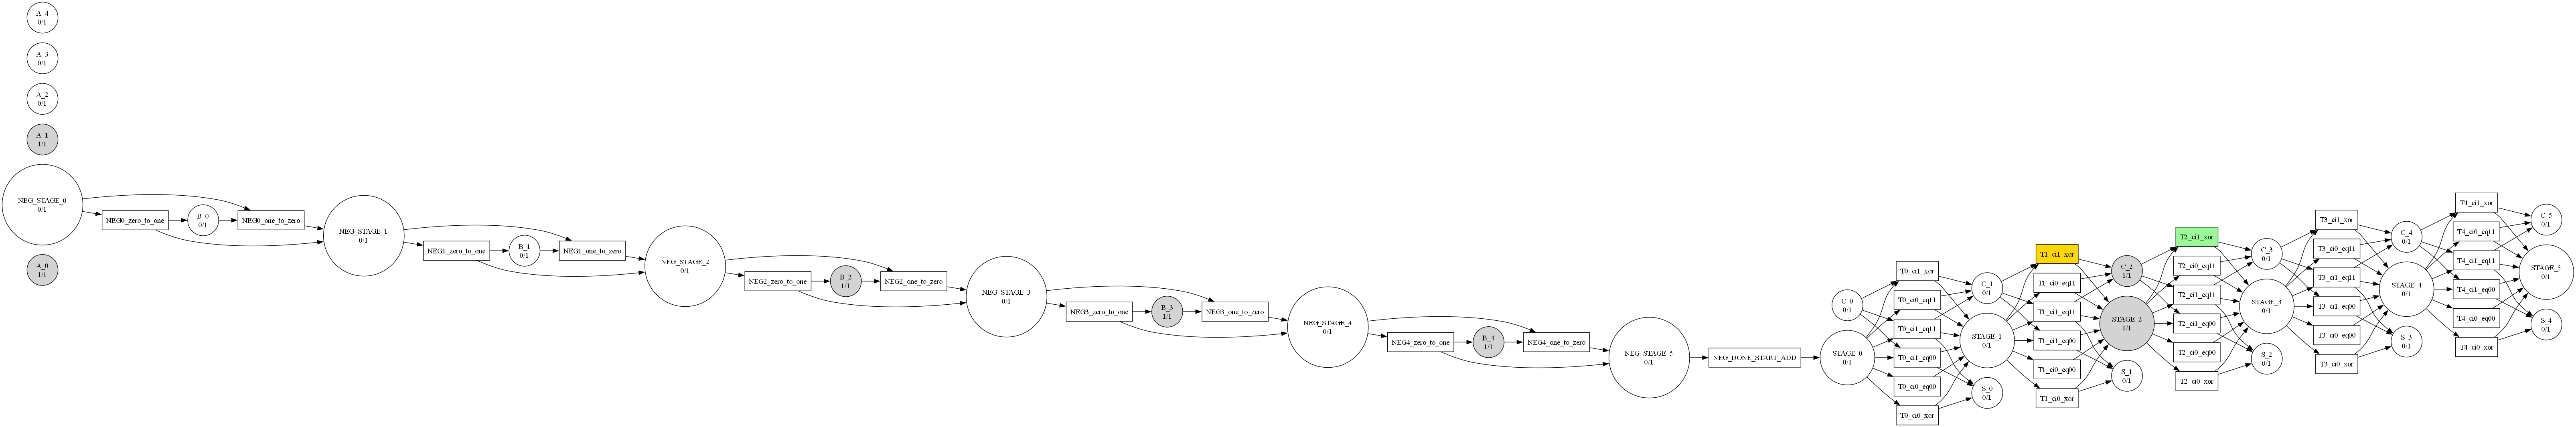 A_4
0/1
A_3
0/1
A_2
0/1
A_1
1/1
NEG_STAGE_0
0/1
A_0
1/1
NEG0_zero_to_one
B_0
0/1
NEG0_one_to_zero
NEG_STAGE_1
0/1
NEG1_zero_to_one
B_1
0/1
NEG1_one_to_zero
NEG_STAGE_2
0/1
NEG2_zero_to_one
B_2
1/1
NEG2_one_to_zero
NEG_STAGE_3
0/1
NEG3_zero_to_one
B_3
1/1
NEG3_one_to_zero
NEG_STAGE_4
0/1
NEG4_zero_to_one
B_4
1/1
NEG4_one_to_zero
NEG_STAGE_5
0/1
NEG_DONE_START_ADD
C_0
0/1
STAGE_0
0/1
T0_ci1_xor
T0_ci0_eq11
T0_ci1_eq11
T0_ci1_eq00
T0_ci0_eq00
T0_ci0_xor
C_1
0/1
STAGE_1
0/1
S_0
0/1
T1_ci1_xor
T1_ci0_eq11
T1_ci1_eq11
T1_ci1_eq00
T1_ci0_eq00
T1_ci0_xor
C_2
1/1
STAGE_2
1/1
S_1
0/1
T2_ci1_xor
T2_ci0_eq11
T2_ci1_eq11
T2_ci1_eq00
T2_ci0_eq00
T2_ci0_xor
C_3
0/1
STAGE_3
0/1
S_2
0/1
T3_ci1_xor
T3_ci0_eq11
T3_ci1_eq11
T3_ci1_eq00
T3_ci0_eq00
T3_ci0_xor
C_4
0/1
STAGE_4
0/1
S_3
0/1
T4_ci1_xor
T4_ci0_eq11
T4_ci1_eq11
T4_ci1_eq00
T4_ci0_eq00
T4_ci0_xor
C_5
0/1
STAGE_5
0/1
S_4
0/1